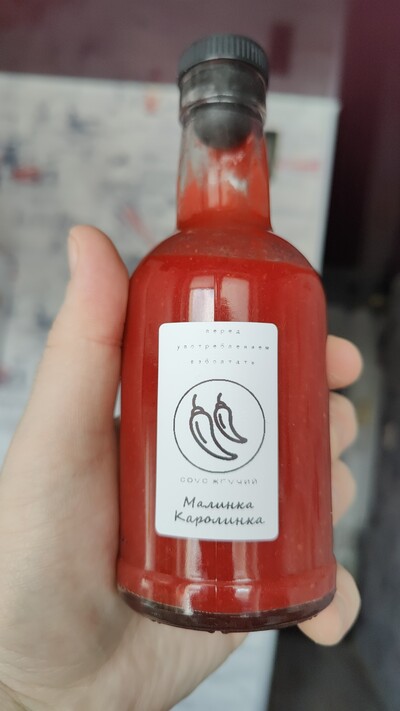 перед
употреблением
взболтать
соус жгучий
Малинка
Каролинка